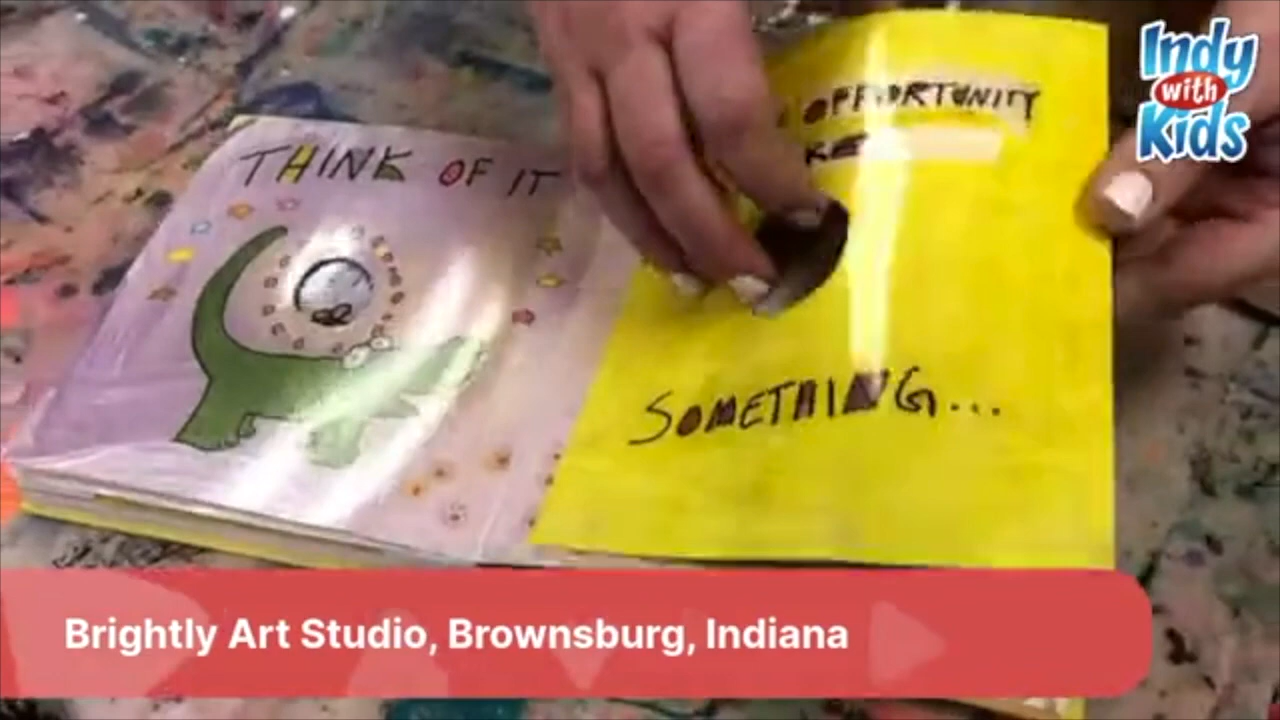 THINK OF IT
OPPORTUNITY
SOMETHING...
Indy
with
Kids
Brightly Art Studio, Brownsburg, Indiana